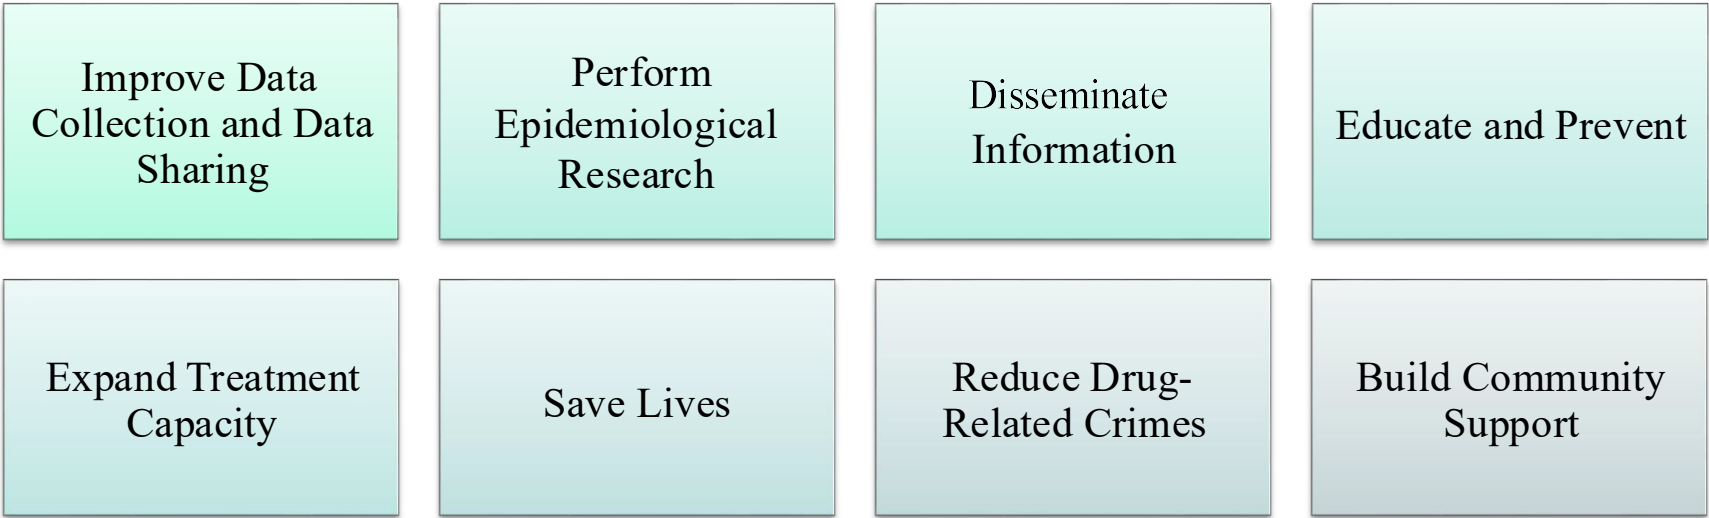 Improve Data
Collection and Data
Sharing
Perform
Epidemiological
Research
Disseminate
Information
Educate and Prevent
Expand Treatment
Capacity
Save Lives
Reduce Drug-
Related Crimes
Build Community
Support